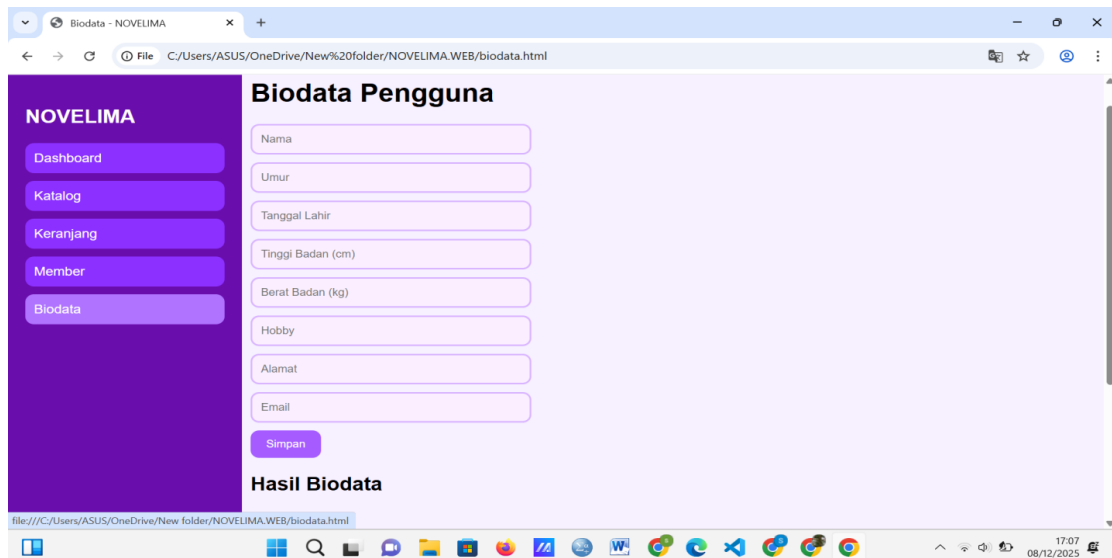 Biodata - NOVELIMA
File C:/Users/ASUS/OneDrive/New%20folder/NOVELIMA.WEB/biodata.html
NOVELIMA
Dashboard
Katalog
Keranjang
Member
Biodata
Biodata Pengguna
Nama
Umur
Tanggal Lahir
Tinggi Badan (cm)
Berat Badan (kg)
Hobby
Alamat
Email
Simpan
Hasil Biodata
file:///C:/Users/ASUS/OneDrive/New folder/NOVELIMA.WEB/biodata.html
17:07
08/12/2025